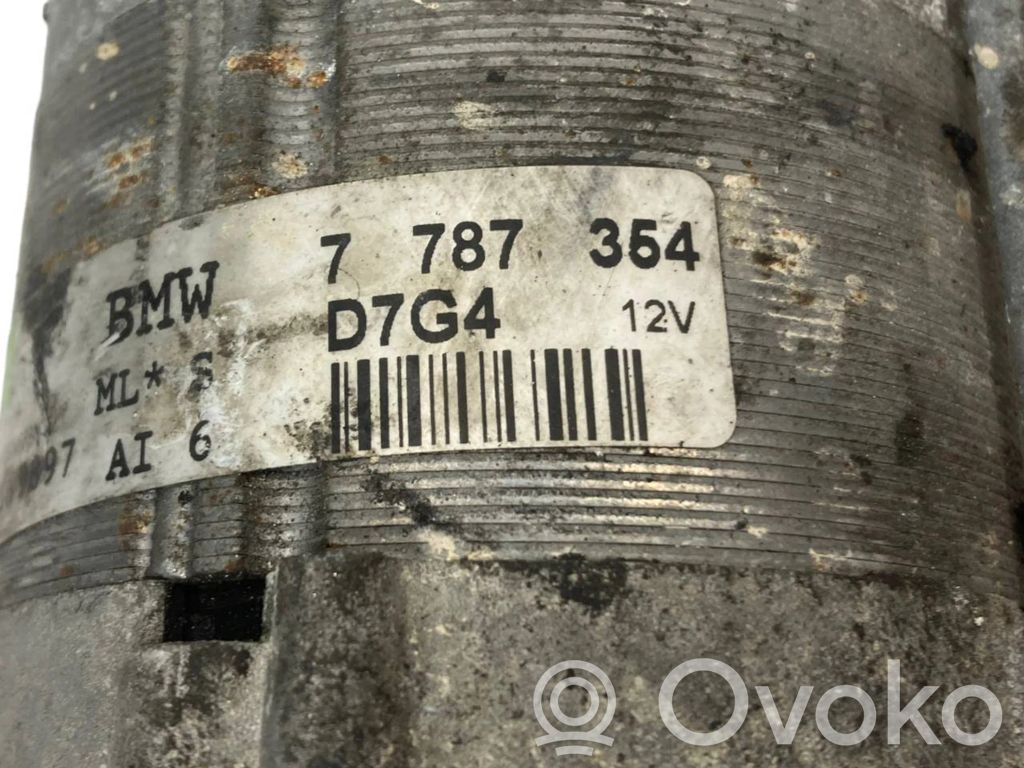 BMW 7 787 354
D7G4 12V
ML* S
AI 6
© Ovoko